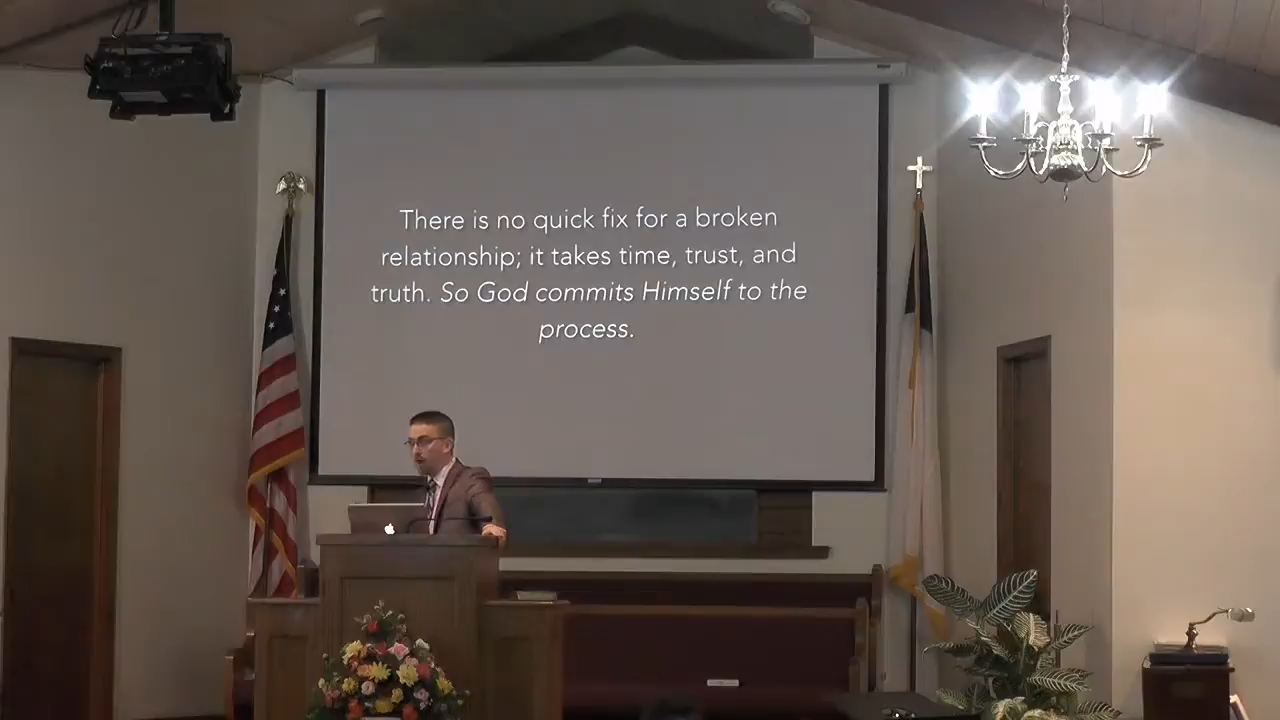 There is no quick fix for a broken
relationship; it takes time, trust, and
truth. So God commits Himself to the
process.